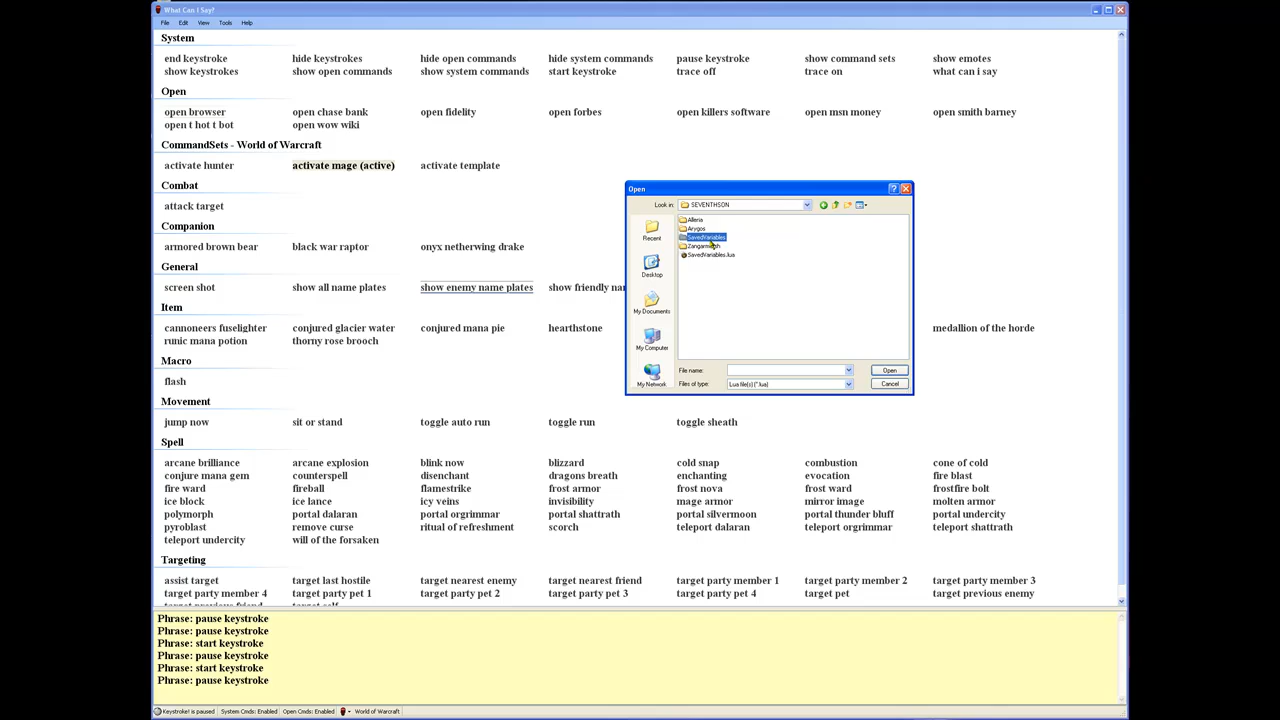 What Can I Say?
File Edit View Tools Help
System
end keystroke hide keystrokes hide open commands hide system commands pause keystroke show command sets show emotes
show keystrokes show open commands show system commands start keystroke trace off trace on what can i say
Open
open browser open chase bank open fidelity open forbes open killers software open msn money open smith barney
open t hot t bot open wow wiki
CommandSets - World of Warcraft
activate hunter activate mage (active) activate template
Combat
attack target
Companion
armored brown bear black war raptor onyx netherwing drake
General
screen shot show all name plates show enemy name plates show friendly nam
Item
cannoneers fuselighter conjured glacier water conjured mana pie hearthstone medallion of the horde
runic mana potion thorny rose brooch
Macro
flash
Movement
jump now sit or stand toggle auto run toggle run toggle sheath
Spell
arcane brilliance arcane explosion blink now blizzard cold snap combustion cone of cold
conjure mana gem counterspell disenchant dragons breath enchanting evocation fire blast
fire ward fireball flamestrike frost armor frost nova frost ward frostfire bolt
ice block ice lance icy veins invisibility mage armor mirror image molten armor
polymorph portal dalaran portal orgrimmar portal shattrath portal silvermoon portal thunder bluff portal undercity
pyroblast remove curse ritual of refreshment scorch teleport dalaran teleport orgrimmar teleport shattrath
teleport undercity will of the forsaken
Targeting
assist target target last hostile target nearest enemy target nearest friend target party member 1 target party member 2 target party member 3
target party member 4 target party pet 1 target party pet 2 target party pet 3 target party pet 4 target pet target previous enemy
target previous friend target self
Open
Look in: SEVENTHSON
Recent
Desktop
My Documents
My Computer
My Network
Alleria
Arygos
SavedVariables
SavedVariables.lua
File name: Open
Files of type: Lua file(s) (*.lua) Cancel
Phrase: pause keystroke
Phrase: pause keystroke
Phrase: start keystroke
Phrase: pause keystroke
Phrase: start keystroke
Phrase: pause keystroke
Keystroke! is paused System Cmds: Enabled Open Cmds: Enabled World of Warcraft